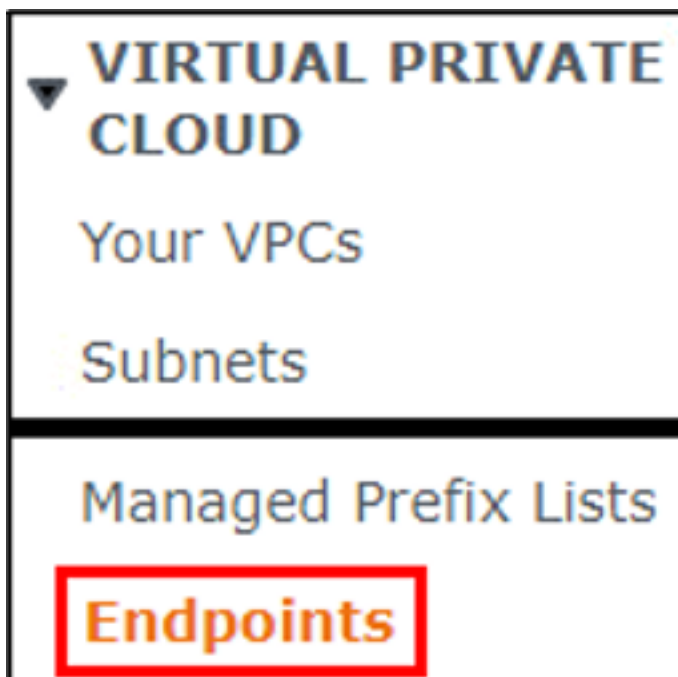 VIRTUAL PRIVATE
CLOUD
Your VPCs
Subnets
Managed Prefix Lists
Endpoints